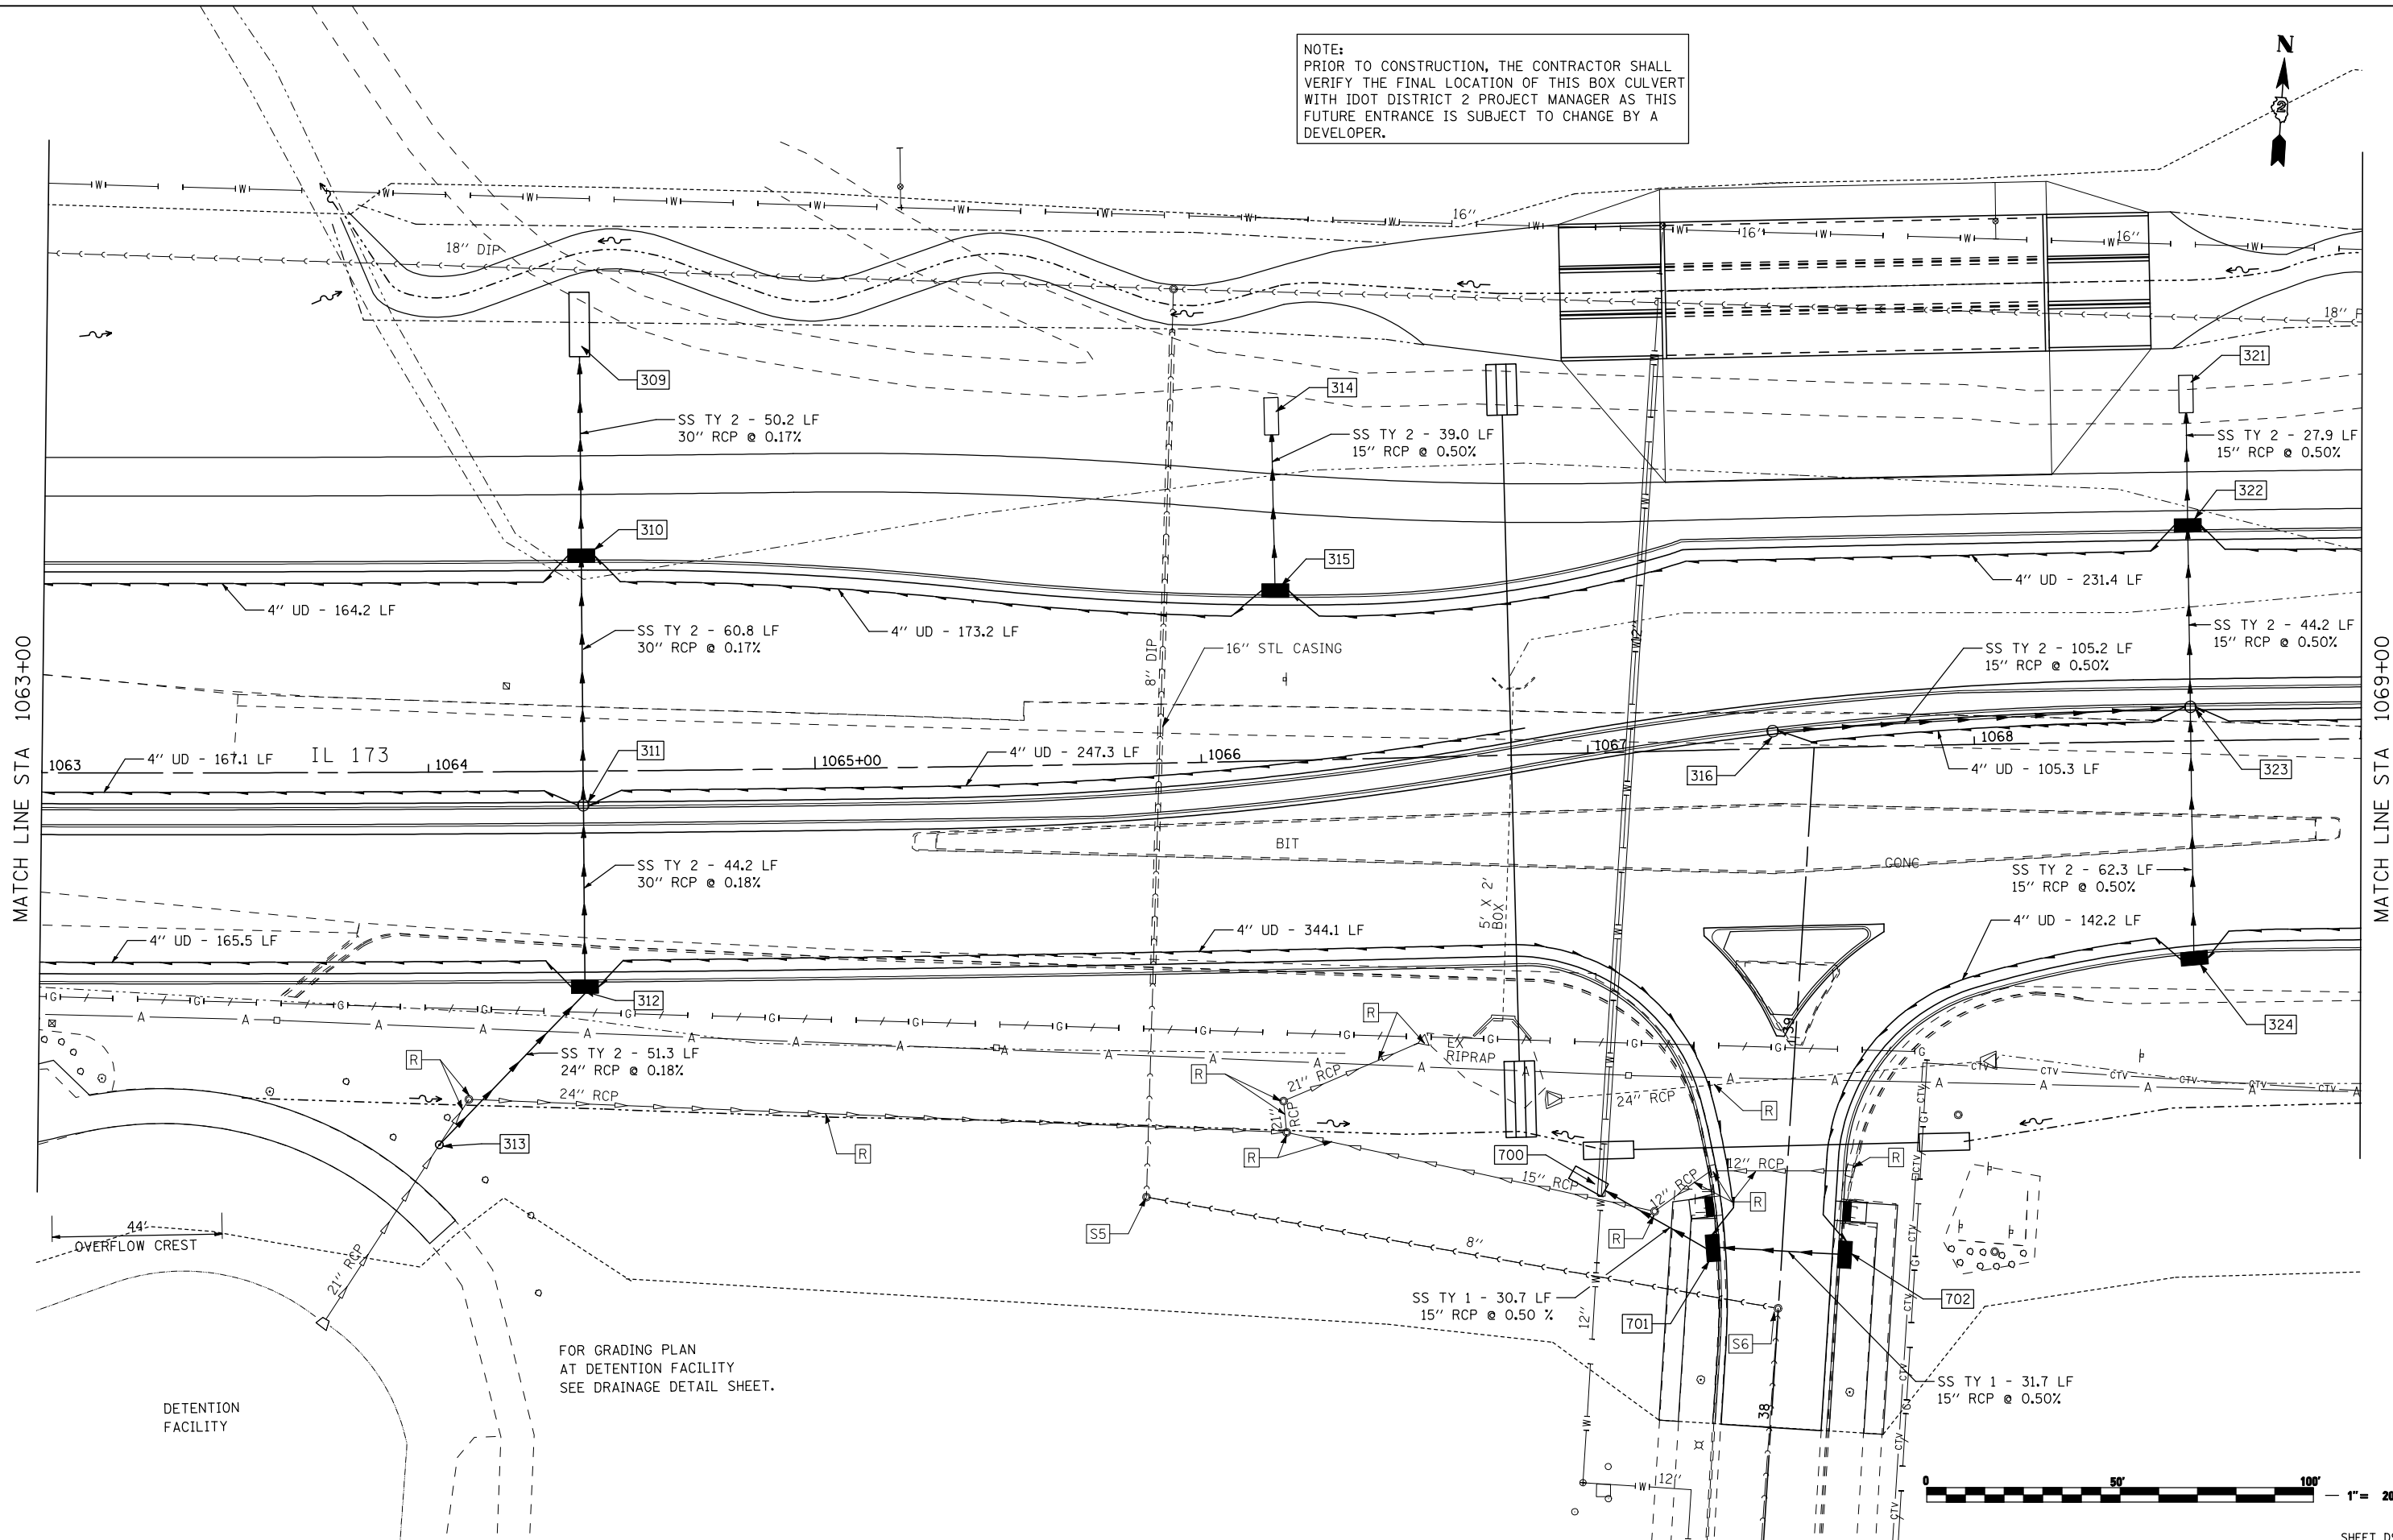 NOTE:
PRIOR TO CONSTRUCTION, THE CONTRACTOR SHALL
VERIFY THE FINAL LOCATION OF THIS BOX CULVERT
WITH IDOT DISTRICT 2 PROJECT MANAGER AS THIS
FUTURE ENTRANCE IS SUBJECT TO CHANGE BY A
DEVELOPER.
N
2
W W W W W W W W W W W W W W W W
16"
16'
16"
18" DIP
18" P
309
314
321
SS TY 2 - 50.2 LF
30" RCP @ 0.17%
SS TY 2 - 39.0 LF
15" RCP @ 0.50%
SS TY 2 - 27.9 LF
15" RCP @ 0.50%
310
315
322
4" UD - 164.2 LF
4" UD - 173.2 LF
4" UD - 231.4 LF
SS TY 2 - 60.8 LF
30" RCP @ 0.17%
8" DIP
16" STL CASING
12"
SS TY 2 - 105.2 LF
15" RCP @ 0.50%
SS TY 2 - 44.2 LF
15" RCP @ 0.50%
MATCH LINE STA 1063+00
MATCH LINE STA 1069+00
1063
4" UD - 167.1 LF
IL 173
1064
311
1065+00
4" UD - 247.3 LF
1066
1067
316
1068
4" UD - 105.3 LF
323
BIT
CONC
SS TY 2 - 44.2 LF
30" RCP @ 0.18%
5' X 2'
BOX
SS TY 2 - 62.3 LF
15" RCP @ 0.50%
4" UD - 165.5 LF
4" UD - 344.1 LF
4" UD - 142.2 LF
312
324
39
G G G G G G G G G G G G G G
A A A A A A A A A A A A A A A
R
SS TY 2 - 51.3 LF
24" RCP @ 0.18%
R
EX
RIPRAP
R
21" RCP
21"
RCP
24" RCP
24" RCP
R
CTV CTV CTV CTV CTV CTV
313
R
R
700
15" RCP
12" RCP
12" RCP
R
R
R
44'
OVERFLOW CREST
21" RCP
S5
8"
SS TY 1 - 30.7 LF
15" RCP @ 0.50 %
12"
701
S6
702
SS TY 1 - 31.7 LF
15" RCP @ 0.50%
FOR GRADING PLAN
AT DETENTION FACILITY
SEE DRAINAGE DETAIL SHEET.
DETENTION
FACILITY
38
12'
0 50' 100'
1"= 20